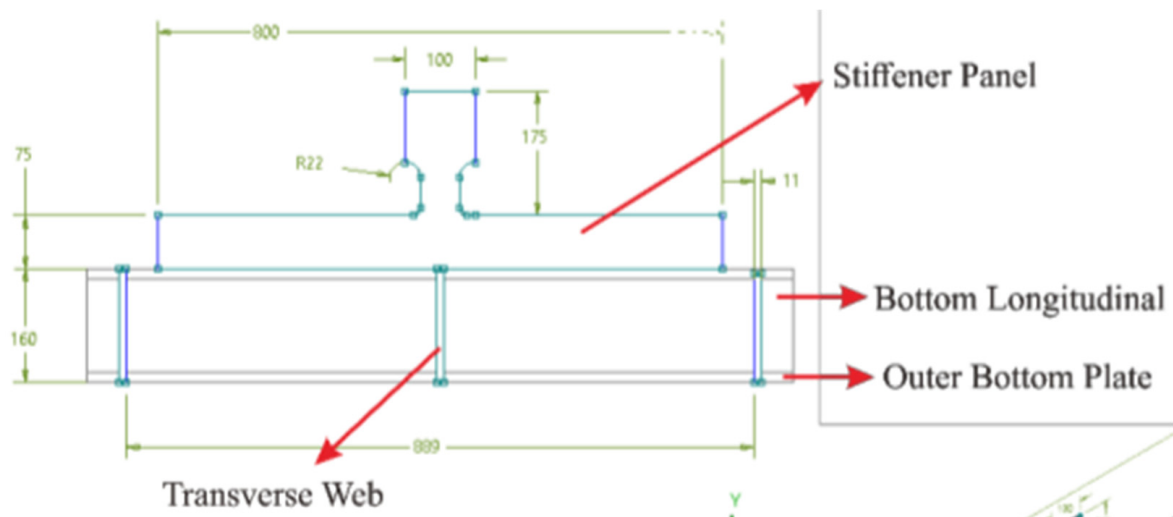 800
100
Stiffener Panel
175
75
R22
11
Bottom Longitudinal
160
Outer Bottom Plate
889
Transverse Web
Y